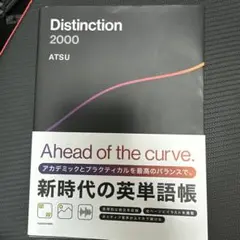 Distinction
2000
ATSU
Ahead of the curve.
アカデミックとプラクティカルを最高のバランスで。
新時代の英単語帳